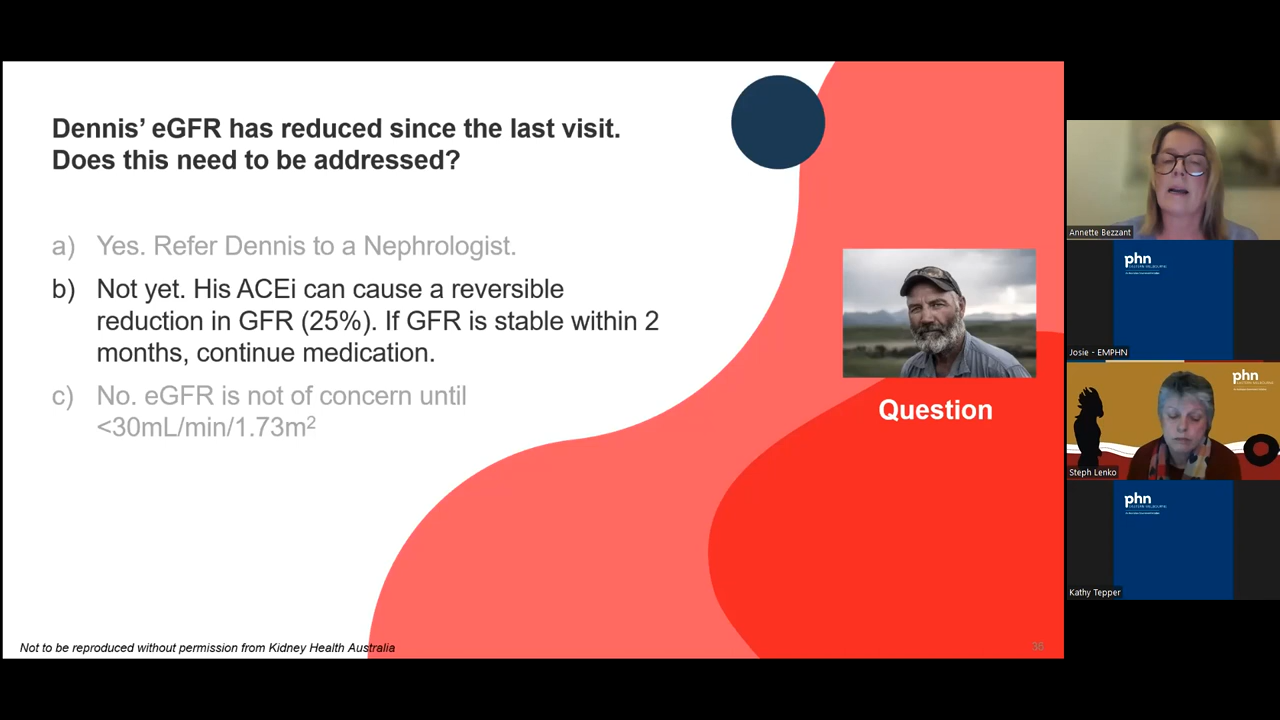 Dennis’ eGFR has reduced since the last visit.
Does this need to be addressed?
a) Yes. Refer Dennis to a Nephrologist.
b) Not yet. His ACEi can cause a reversible
reduction in GFR (25%). If GFR is stable within 2
months, continue medication.
c) No. eGFR is not of concern until
<30mL/min/1.73m²
Question
Not to be reproduced without permission from Kidney Health Australia
36
Annette Bezzant
phn
Josie - EMPHN
phn
Steph Lenko
phn
Kathy Tepper